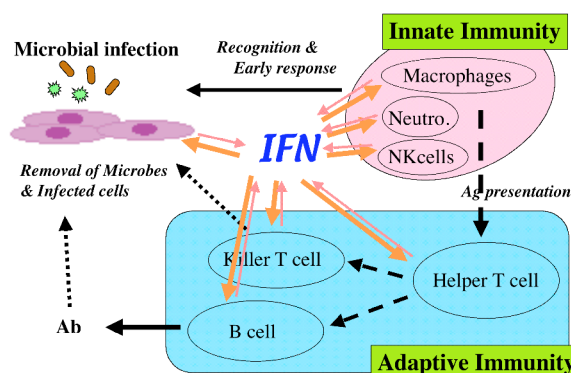 Innate Immunity
Microbial infection
Recognition &
Early response
Macrophages
Neutro.
NKcells
IFN
Removal of Microbes
& Infected cells
Ag presentation
Killer T cell
Helper T cell
Ab
B cell
Adaptive Immunity